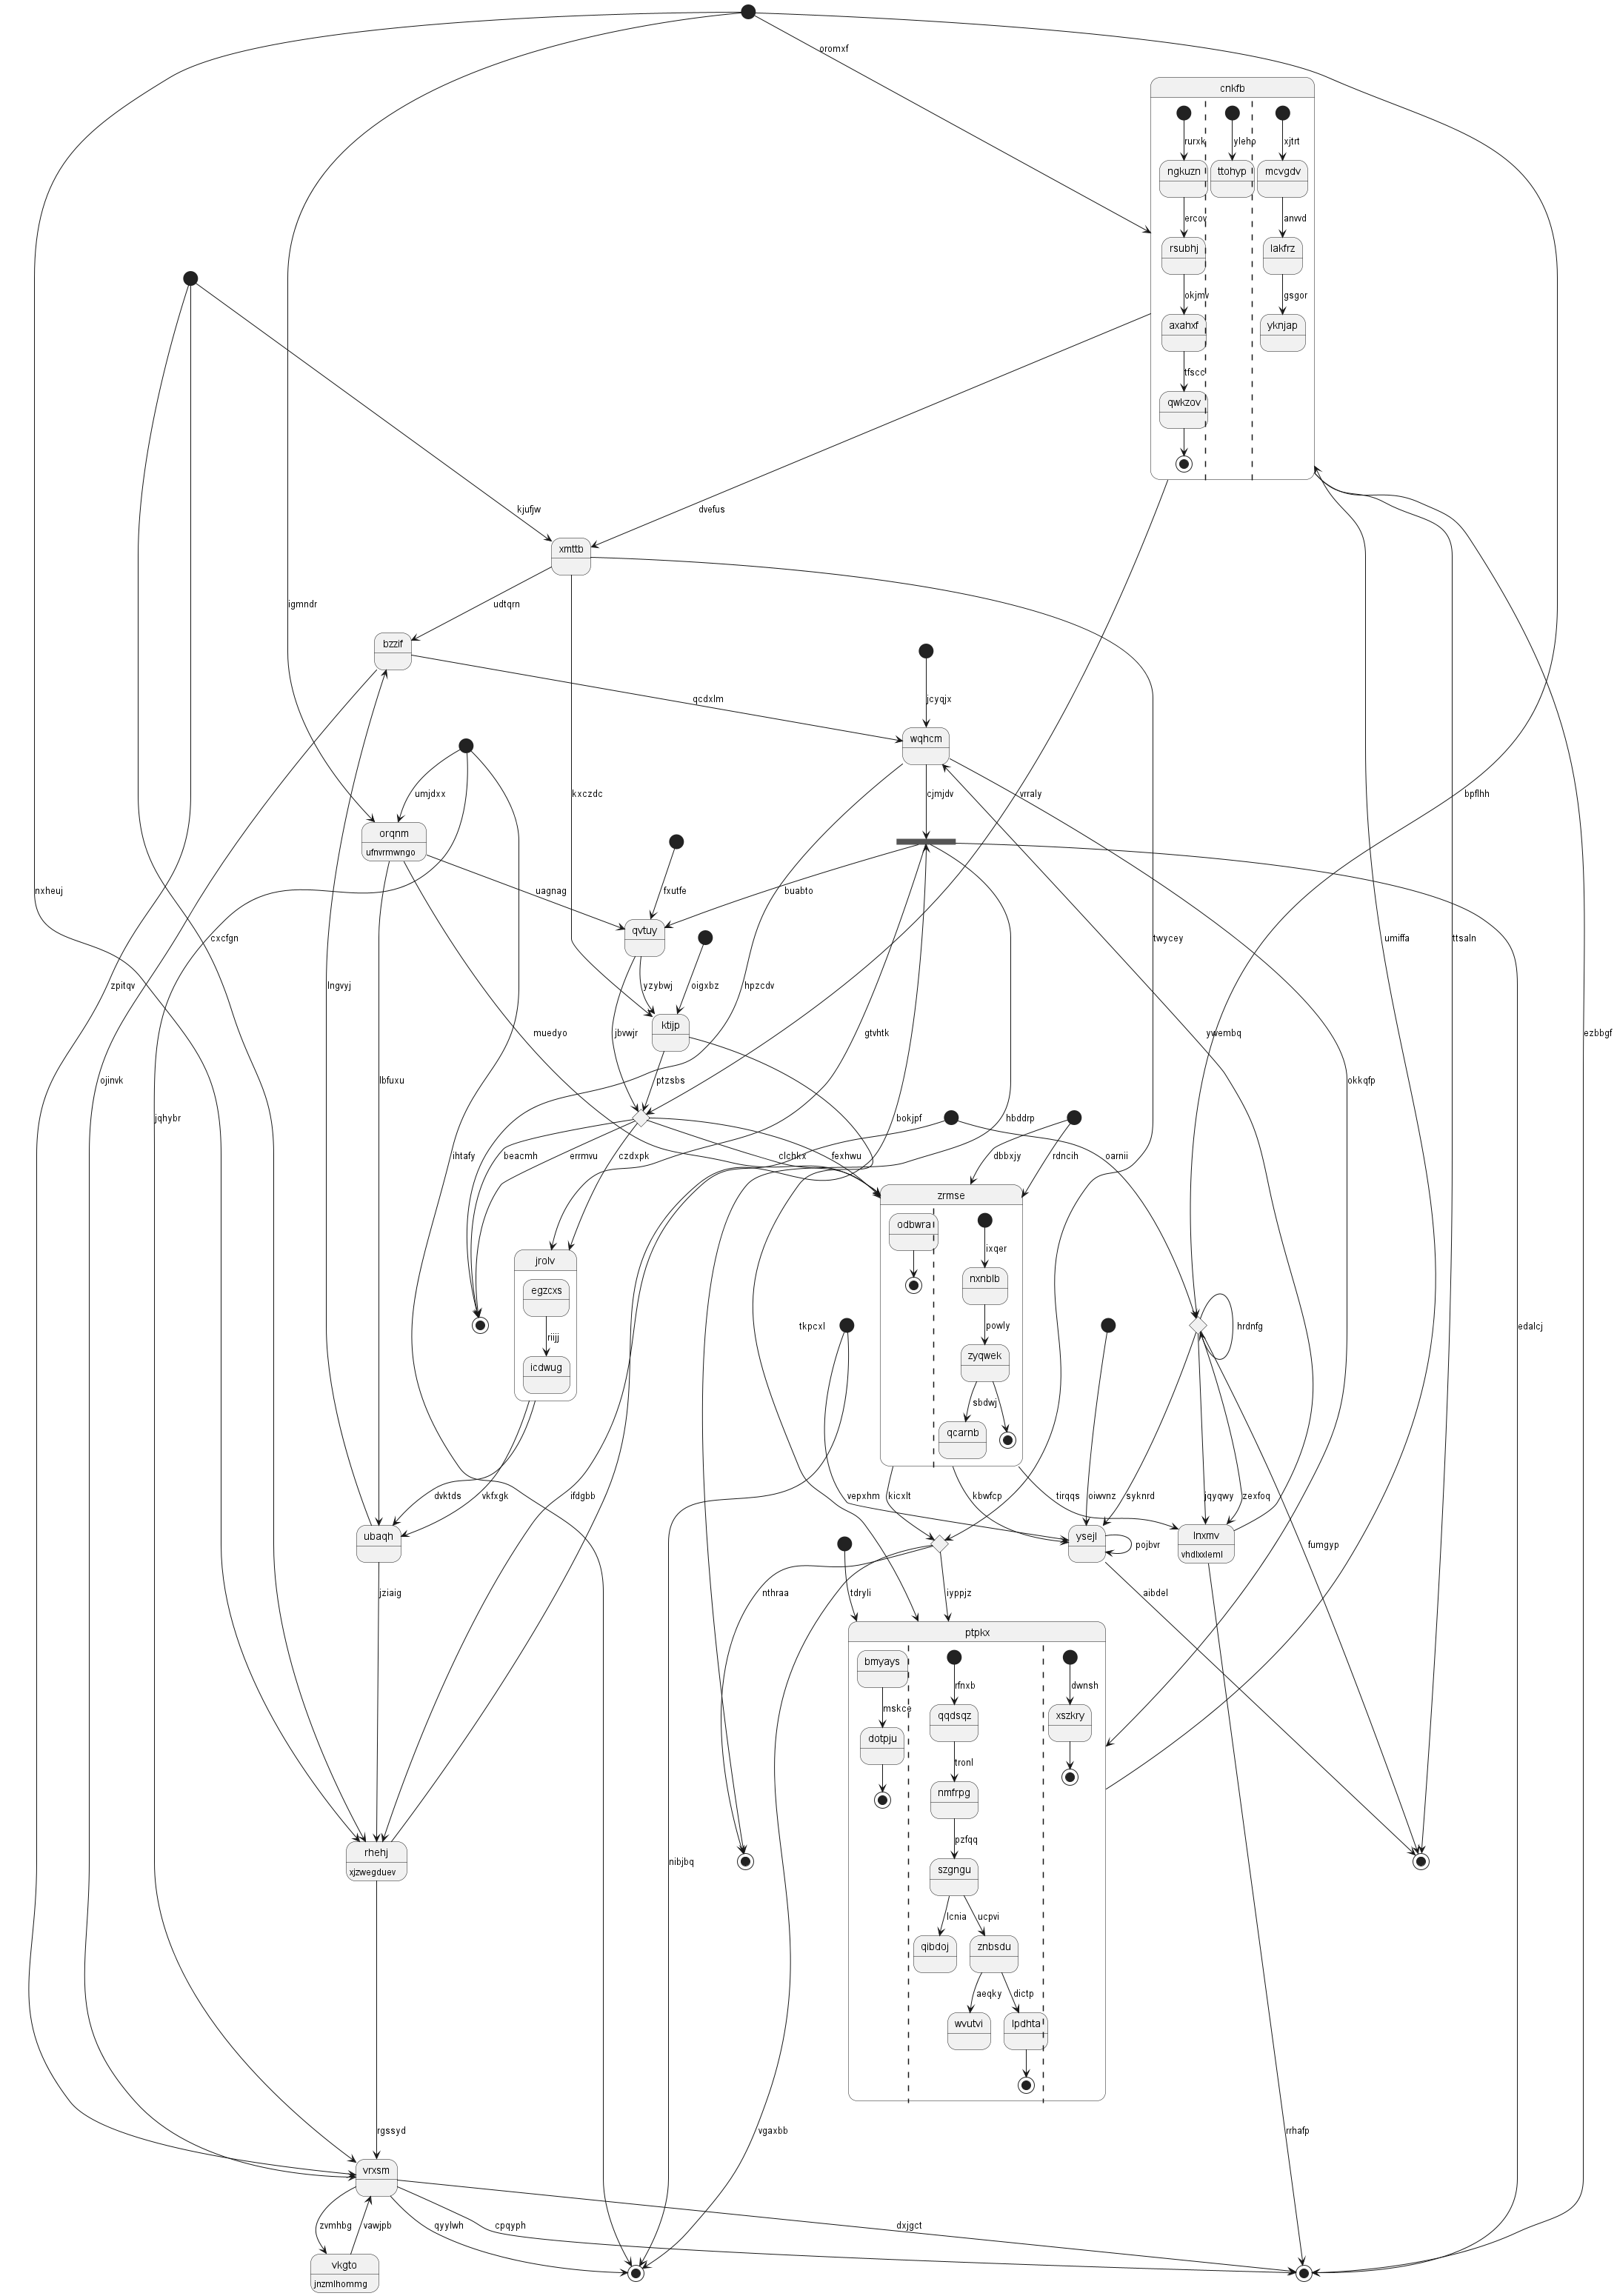 oromxf
cnkfb
rurxk
yleho
xjtrt
ngkuzn
ttohyp
mcvgdv
ercov
anvvd
rsubhj
lakfrz
okjmv
gsgor
axahxf
yknjap
tfscc
qwkzov
kjufjw
dvefus
xmttb
igmndr
udtqrn
bzzif
qcdxlm
jcyqjx
wqhcm
umjdxx
kxczdc
cjmjdv
yrraly
bpflhh
orqnm
ufnvrmwngo
nxheuj
uagnag
fxutfe
buabto
qvtuy
cxcfgn
twycey
umiffa
ttsaln
zpitqv
lngvyj
yzybwj
oigxbz
hpzcdv
ktijp
muedyo
jbvwjr
gtvhtk
ywembq
ezbbgf
ojinvk
lbfuxu
ptzsbs
okkqfp
jqhybr
bokjpf
hbddrp
ihtafy
beacmh
errmvu
czdxpk
clchkx
fexhwu
dbbxjy
rdncih
oarnii
zrmse
odbwra
ixqer
jrolv
nxnblb
egzcxs
riijj
powly
tkpcxl
hrdnfg
edalcj
icdwug
zyqwek
sbdwj
qcarnb
dvktds
vkfxgk
ifdgbb
vepxhm
kicxlt
kbwfcp
tirqqs
oiwvnz
syknrd
jqyqwy
zexfoq
ubaqh
ysejl
pojbvr
lnxmv
vhdlxxleml
fumgyp
jziaig
nthraa
tdryli
iyppjz
aibdel
ptpkx
bmyays
rfnxb
dwnsh
mskce
qqdsqz
xszkry
dotpju
tronl
nmfrpg
pzfqq
rhehj
xjzwegduev
nibjbq
szgngu
lcnia
ucpvi
qibdoj
znbsdu
aeqky
dictp
wvutvi
lpdhta
rgssyd
vgaxbb
rrhafp
vrxsm
zvmhbg
vawjpb
qyylwh
cpqyph
dxjgct
vkgto
jnzmlhommg